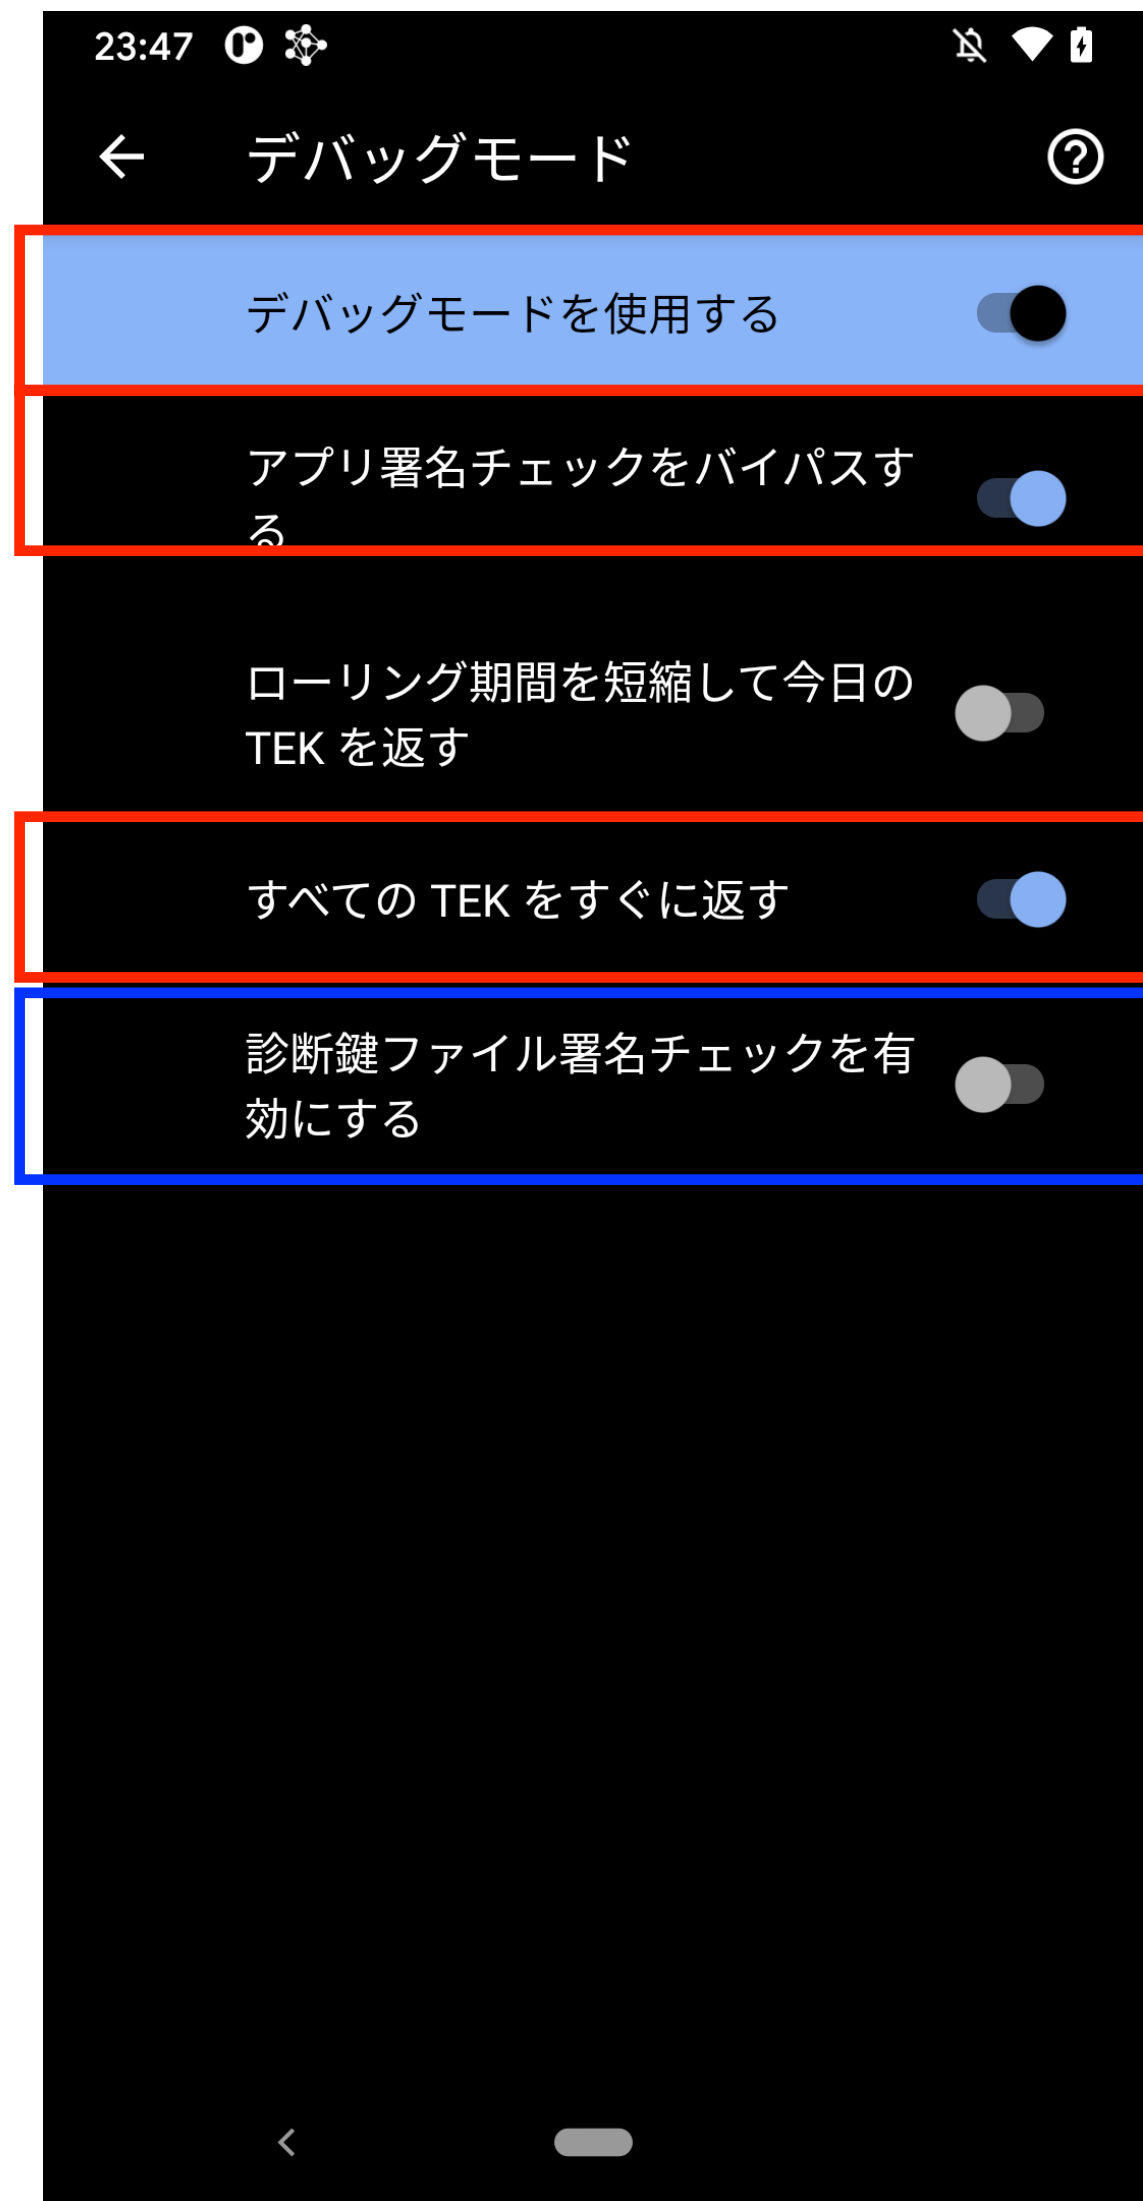 23:47
デバッグモード
デバッグモードを使用する
アプリ署名チェックをバイパスす
る
ローリング期間を短縮して今日の
TEK を返す
すべての TEK をすぐに返す
診断鍵ファイル署名チェックを有
効にする